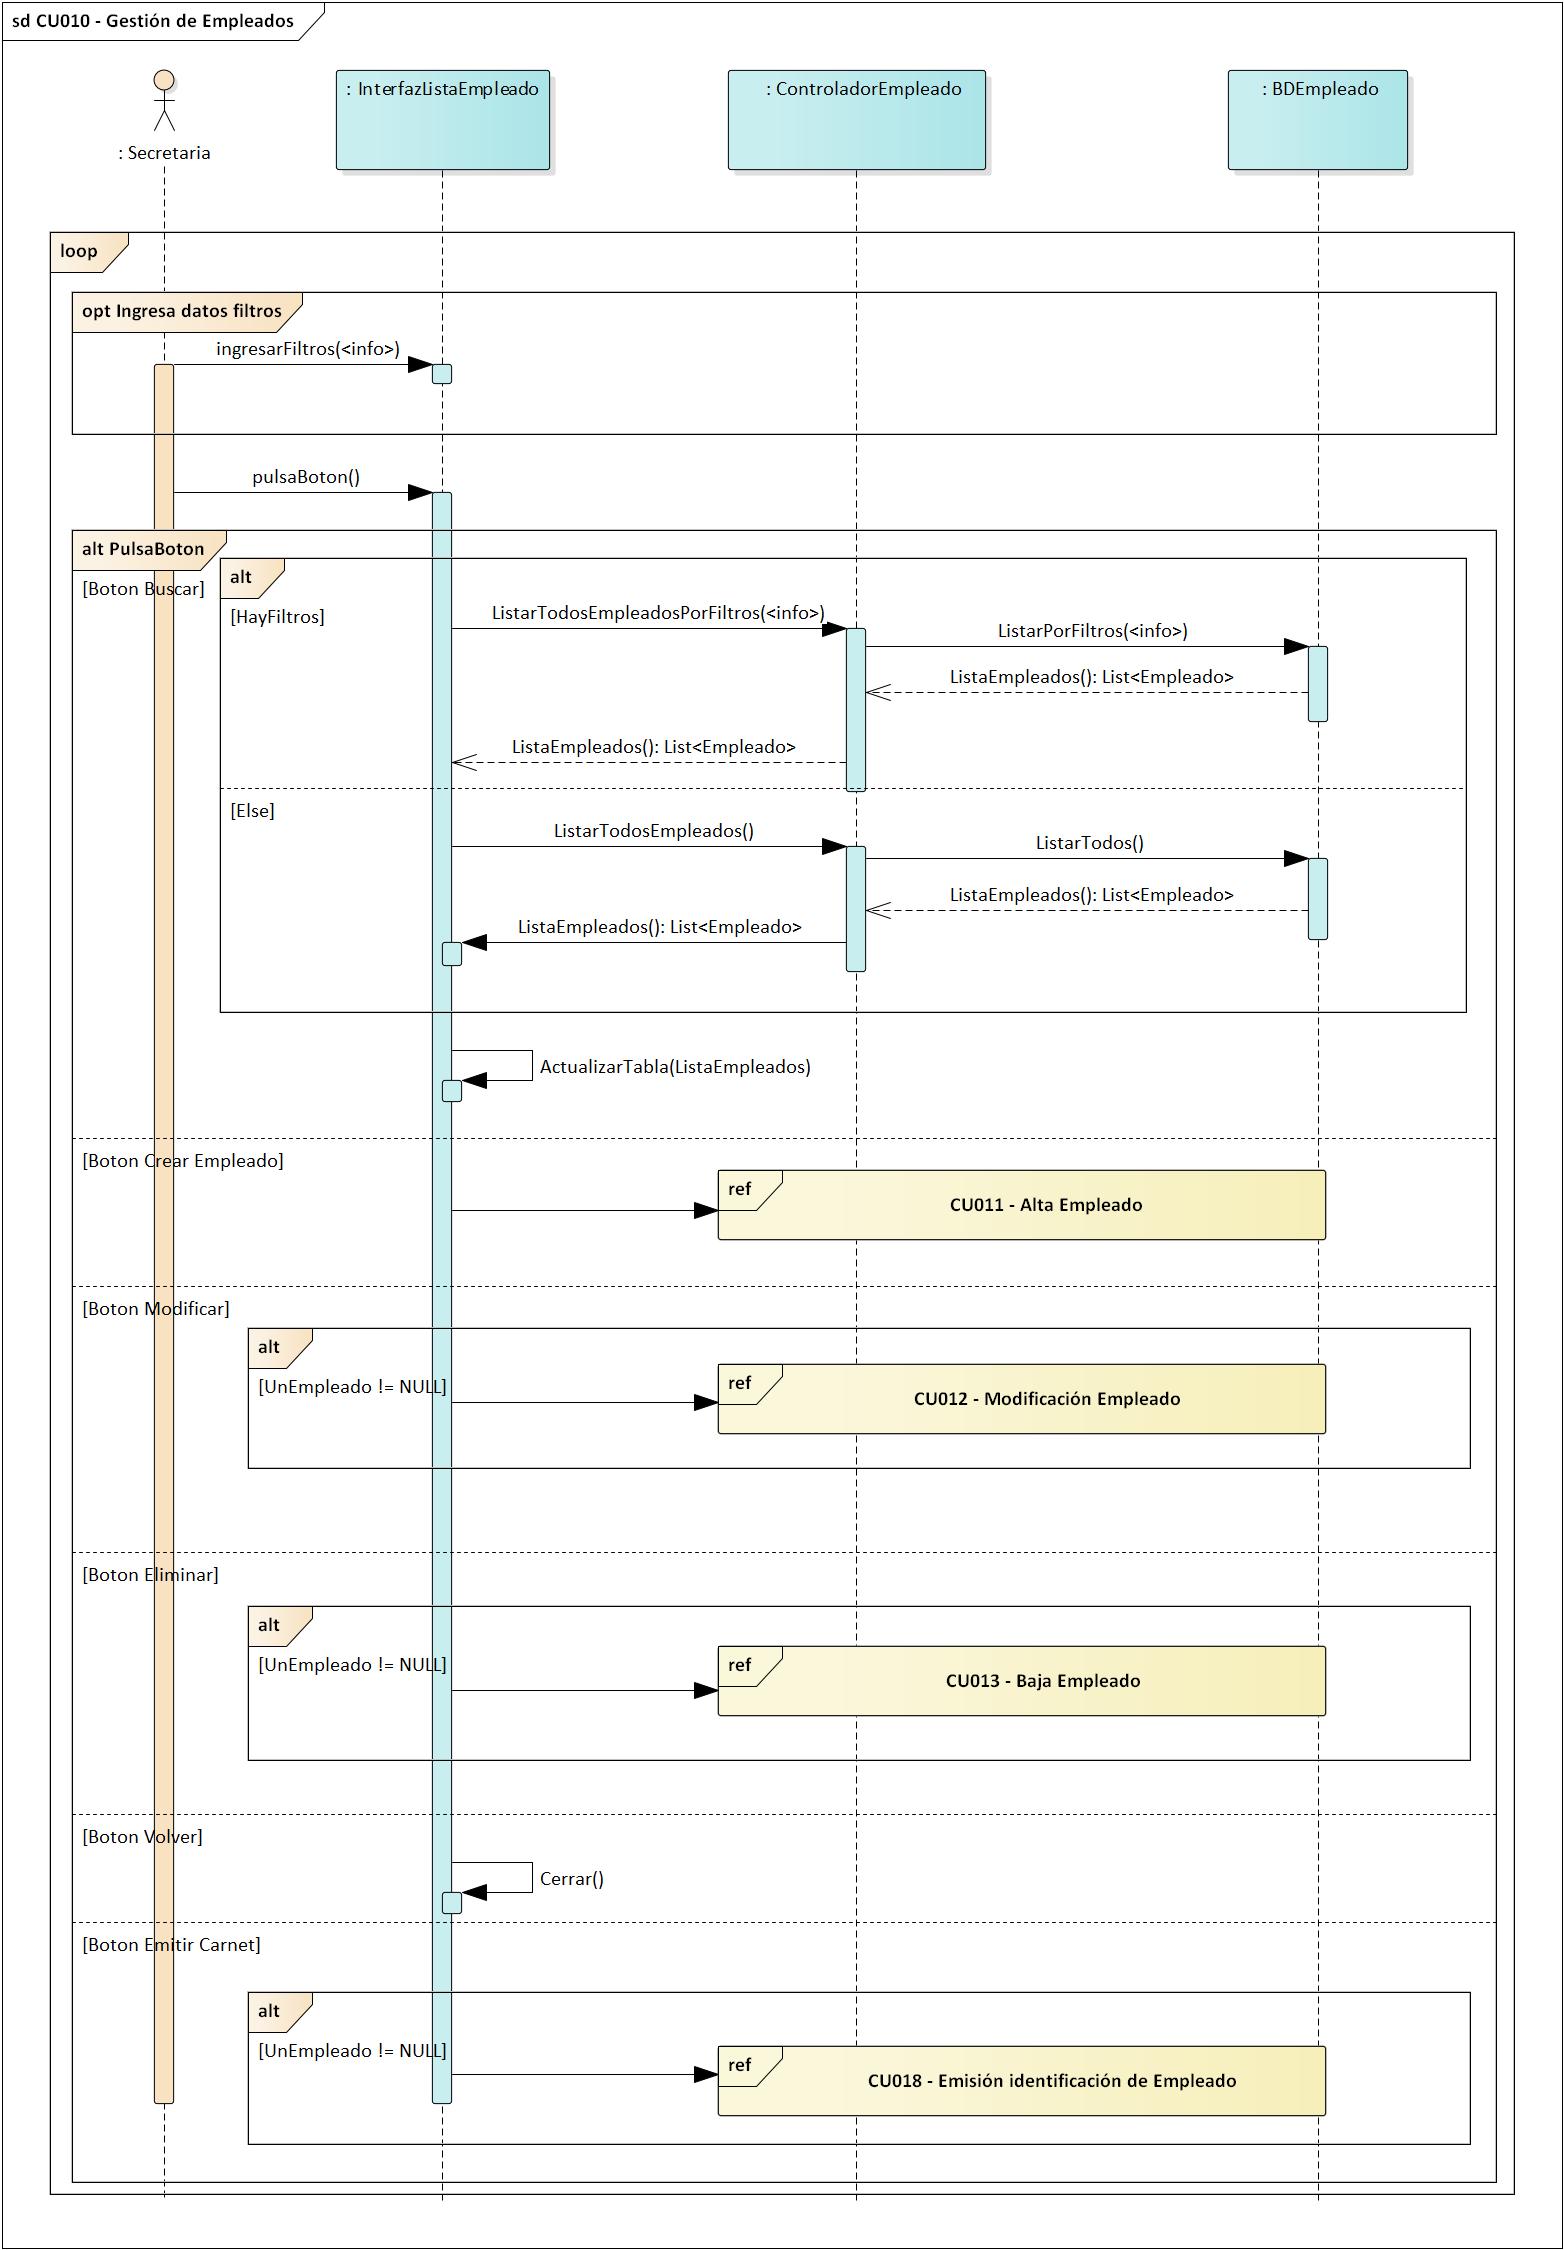 sd CU010 - Gestión de Empleados
: Secretaria
: InterfazListaEmpleado
: ControladorEmpleado
: BDEmpleado
loop
opt Ingresa datos filtros
ingresarFiltros(<info>)
pulsaBoton()
alt PulsaBoton
[Boton Buscar]
alt
[HayFiltros]
ListarTodosEmpleadosPorFiltros(<info>)
ListarPorFiltros(<info>)
ListaEmpleados(): List<Empleado>
ListaEmpleados(): List<Empleado>
[Else]
ListarTodosEmpleados()
ListarTodos()
ListaEmpleados(): List<Empleado>
ListaEmpleados(): List<Empleado>
ActualizarTabla(ListaEmpleados)
[Boton Crear Empleado]
ref
CU011 - Alta Empleado
[Boton Modificar]
alt
[UnEmpleado != NULL]
ref
CU012 - Modificación Empleado
[Boton Eliminar]
alt
[UnEmpleado != NULL]
ref
CU013 - Baja Empleado
[Boton Volver]
Cerrar()
[Boton Emitir Carnet]
alt
[UnEmpleado != NULL]
ref
CU018 - Emisión identificación de Empleado